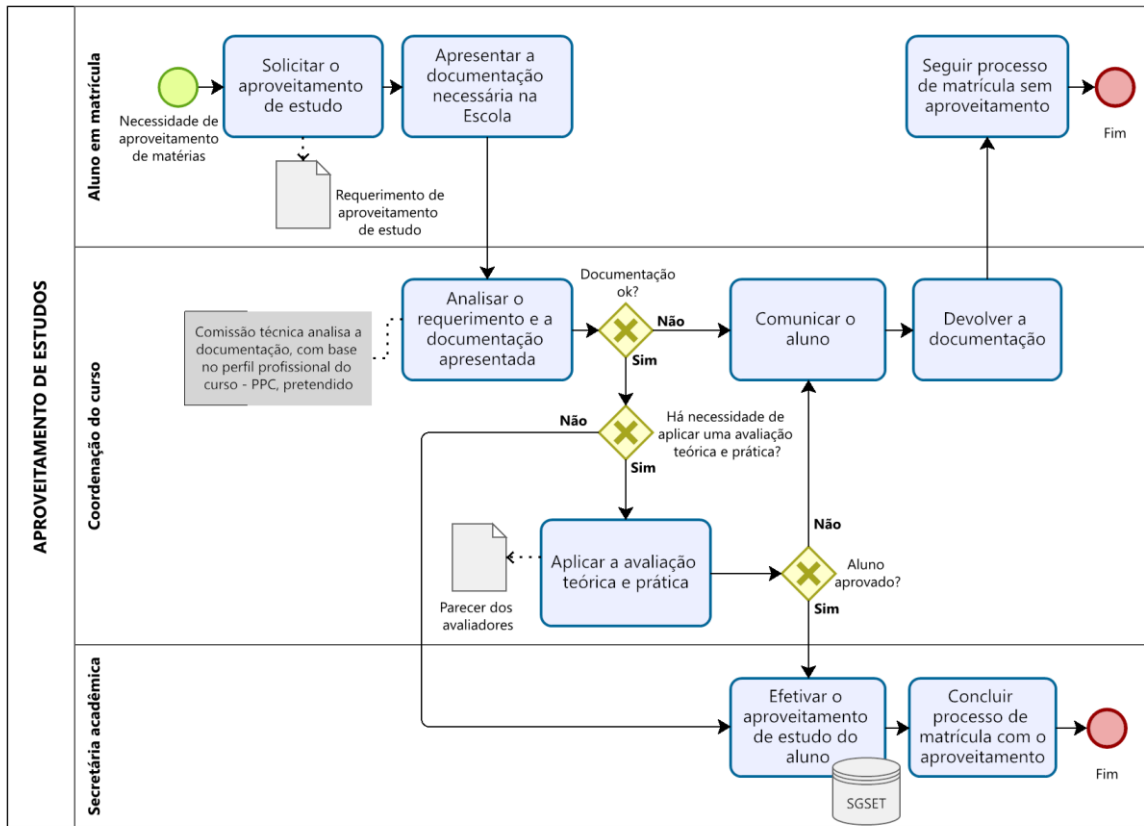 APROVEITAMENTO DE ESTUDOS
Aluno em matrícula
Necessidade de
aproveitamento
de matérias
Solicitar o
aproveitamento
de estudo
Requerimento de
aproveitamento
de estudo
Apresentar a
documentação
necessária na
Escola
Seguir processo
de matrícula sem
aproveitamento
Fim
Coordenação do curso
Comissão técnica analisa a
documentação, com base
no perfil profissional do
curso - PPC, pretendido
Analisar o
requerimento e a
documentação
apresentada
Documentação
ok?
Não
Sim
Comunicar o
aluno
Devolver a
documentação
Há necessidade de
aplicar uma avaliação
teórica e prática?
Não
Sim
Parecer dos
avaliadores
Aplicar a avaliação
teórica e prática
Não
Aluno
aprovado?
Sim
Secretária acadêmica
Efetivar o
aproveitamento
de estudo do
aluno
SGSET
Concluir
processo de
matrícula com o
aproveitamento
Fim